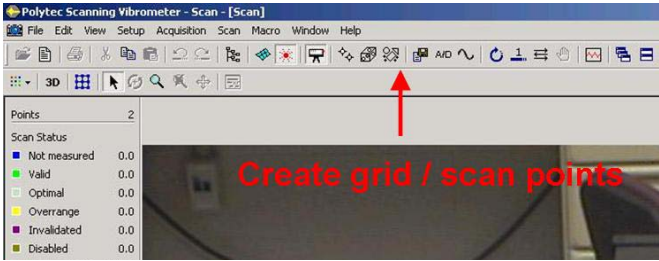 Polytec Scanning Vibrometer - Scan - [Scan]
File Edit View Setup Acquisition Scan Macro Window Help
A/D 1
3D
Points 2
Scan Status
Not measured 0.0
Valid 0.0
Optimal 0.0
Overrange 0.0
Invalidated 0.0
Disabled 0.0
Create grid / scan points